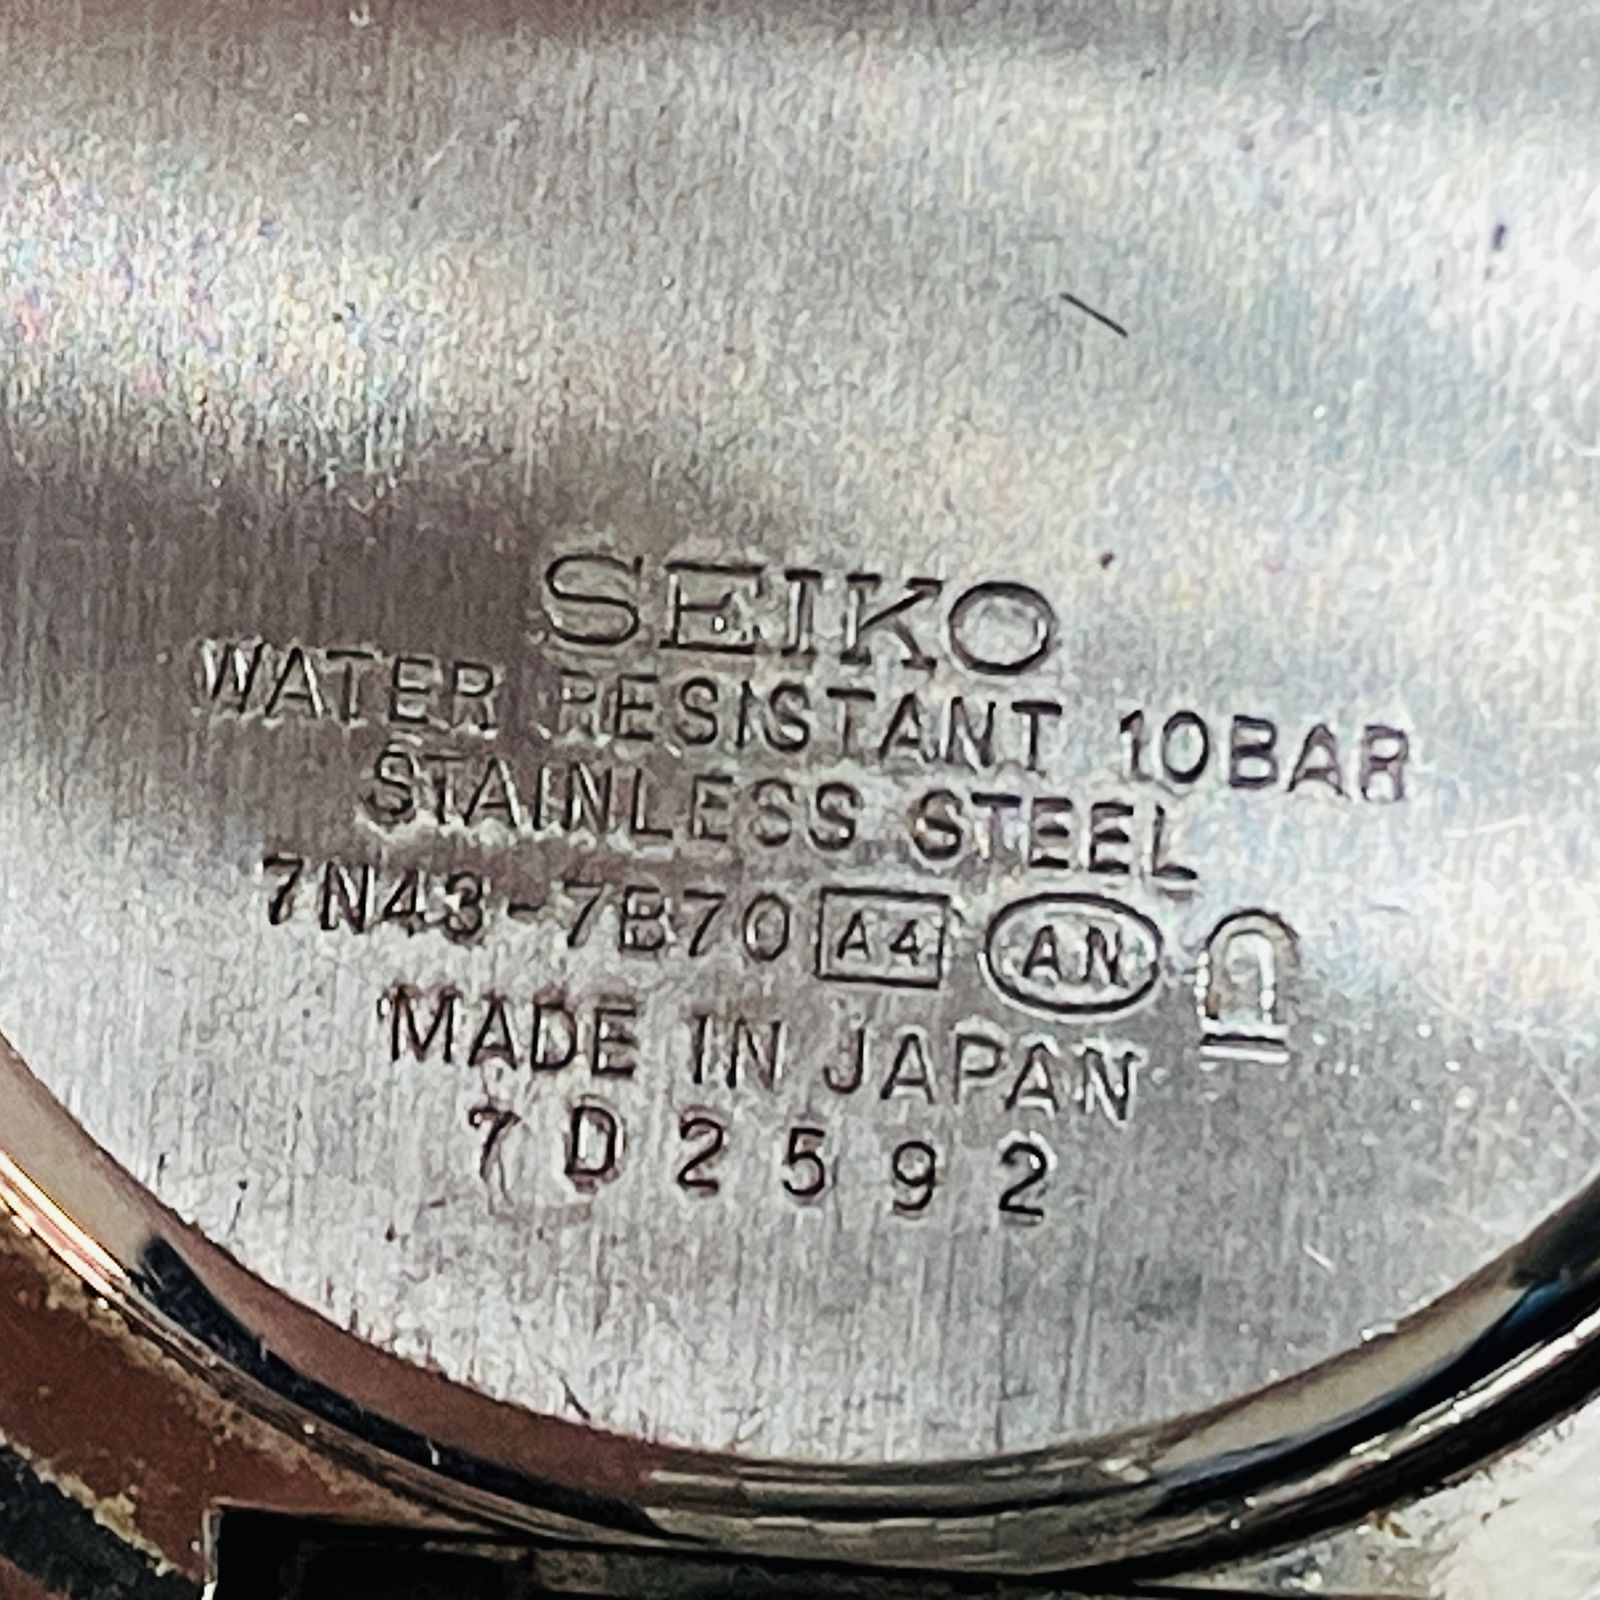 SEIKO
WATER RESISTANT 10BAR
STAINLESS STEEL
7N43-7B70 A4 AN
MADE IN JAPAN
7D2592